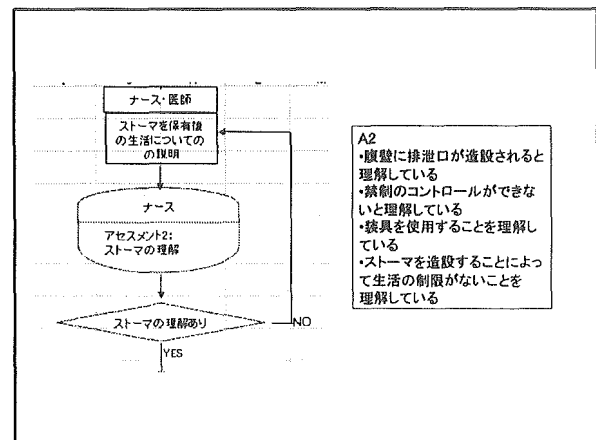 ナース・医師
ストーマを保有後
の生活についての
の説明
ナース
アセスメント2:
ストーマの理解
ストーマの理解あり
NO
YES
A2
・腹壁に排泄口が造設されると
理解している
・禁制のコントロールができな
いと理解している
・装具を使用することを理解し
ている
・ストーマを造設することによっ
て生活の制限がないことを
理解している